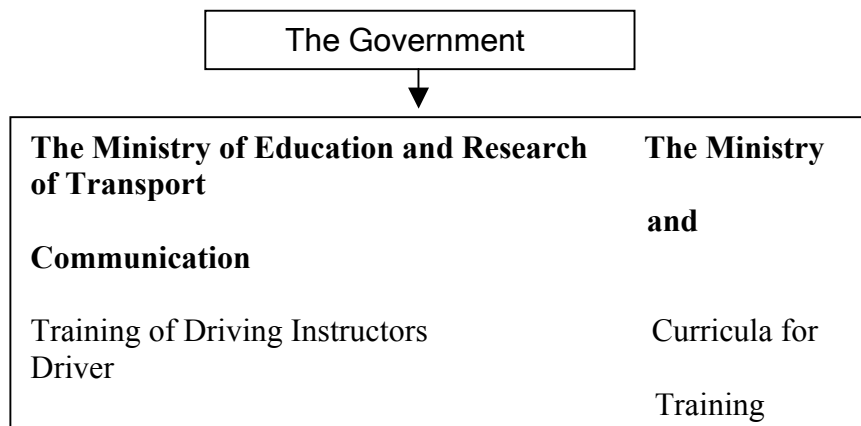 The Government
The Ministry of Education and Research The Ministry
of Transport
and
Communication
Training of Driving Instructors Curricula for
Driver
Training